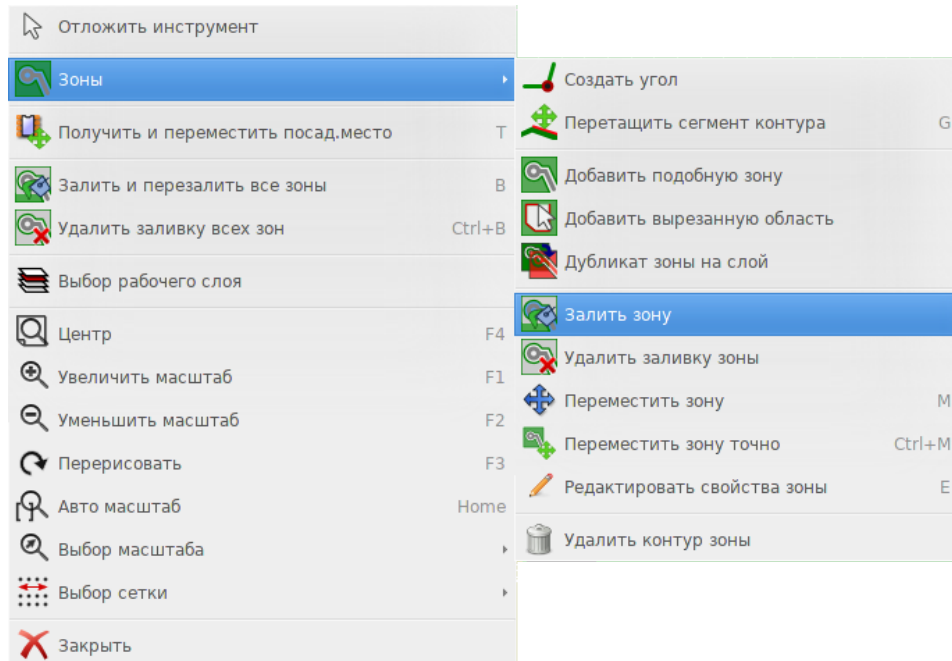 Отложить инструмент
Зоны
Получить и переместить посад.место T
Залить и перезалить все зоны B
Удалить заливку всех зон Ctrl+B
Выбор рабочего слоя
Центр F4
Увеличить масштаб F1
Уменьшить масштаб F2
Перерисовать F3
Авто масштаб Home
Выбор масштаба
Выбор сетки
Закрыть
Создать угол
Перетащить сегмент контура G
Добавить подобную зону
Добавить вырезанную область
Дубликат зоны на слой
Залить зону
Удалить заливку зоны
Переместить зону M
Переместить зону точно Ctrl+M
Редактировать свойства зоны E
Удалить контур зоны